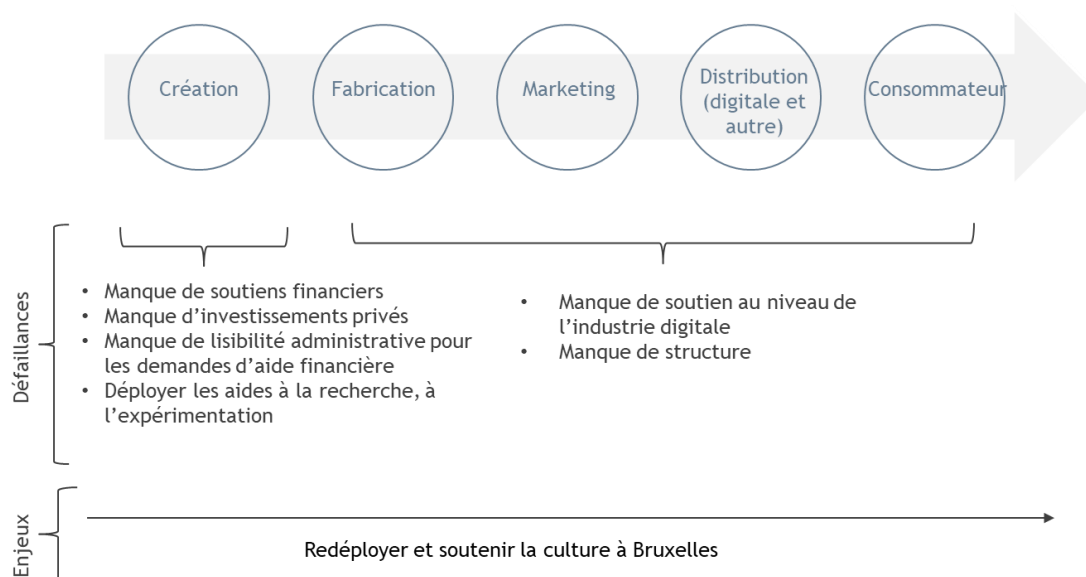 Création
Fabrication
Marketing
Distribution
(digitale et
autre)
Consommateur
Défaillances
• Manque de soutiens financiers
• Manque d'investissements privés
• Manque de lisibilité administrative pour
les demandes d'aide financière
• Déployer les aides à la recherche, à
l'expérimentation
• Manque de soutien au niveau de
l'industrie digitale
• Manque de structure
Enjeux
Redéployer et soutenir la culture à Bruxelles